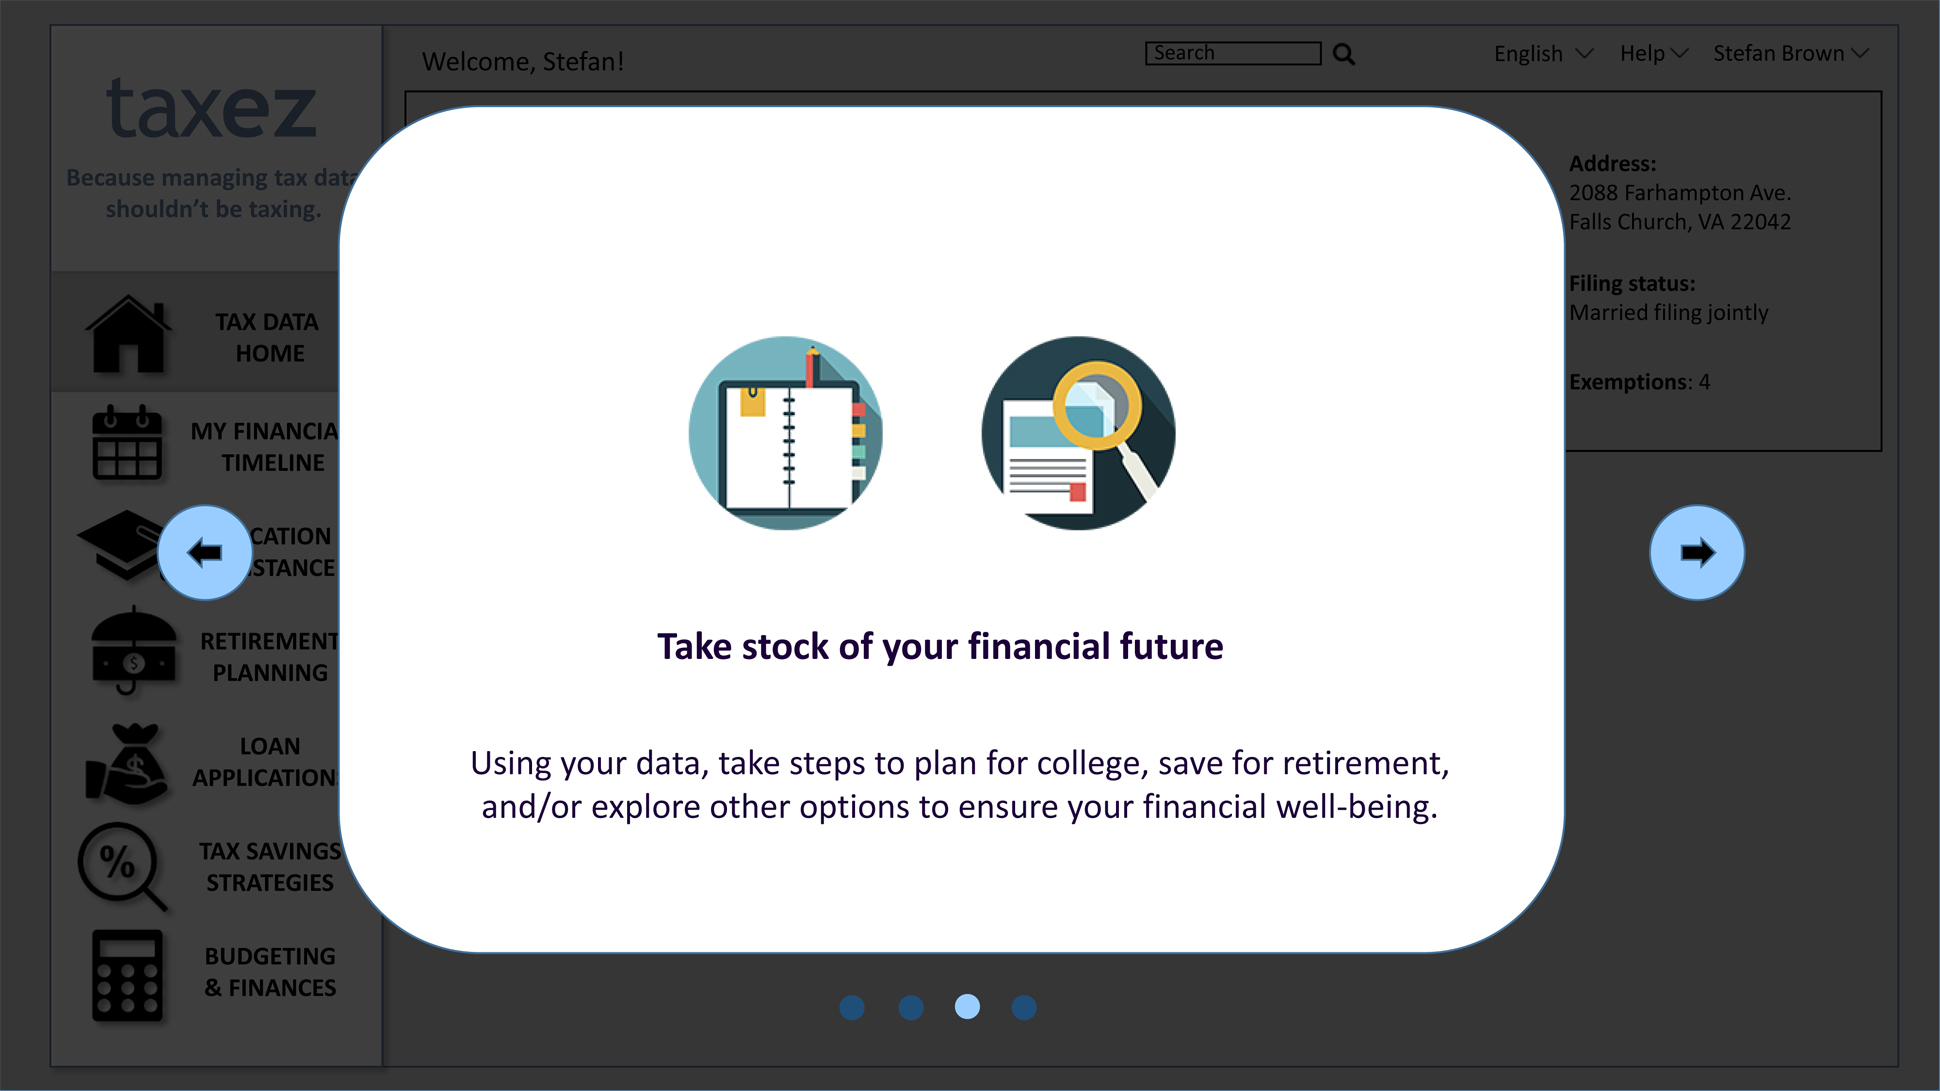 Welcome, Stefan!
Search
English
Help
Stefan Brown
taxez
Because managing tax data
shouldn't be taxing.
TAX DATA
HOME
MY FINANCIA
TIMELINE
CATION
STANCE
RETIREMENT
PLANNING
LOAN
APPLICATION
TAX SAVINGS
STRATEGIES
BUDGETING
& FINANCES
Take stock of your financial future
Using your data, take steps to plan for college, save for retirement,
and/or explore other options to ensure your financial well-being.
Address:
2088 Farhampton Ave.
Falls Church, VA 22042
Filing status:
Married filing jointly
Exemptions: 4
$
$
%